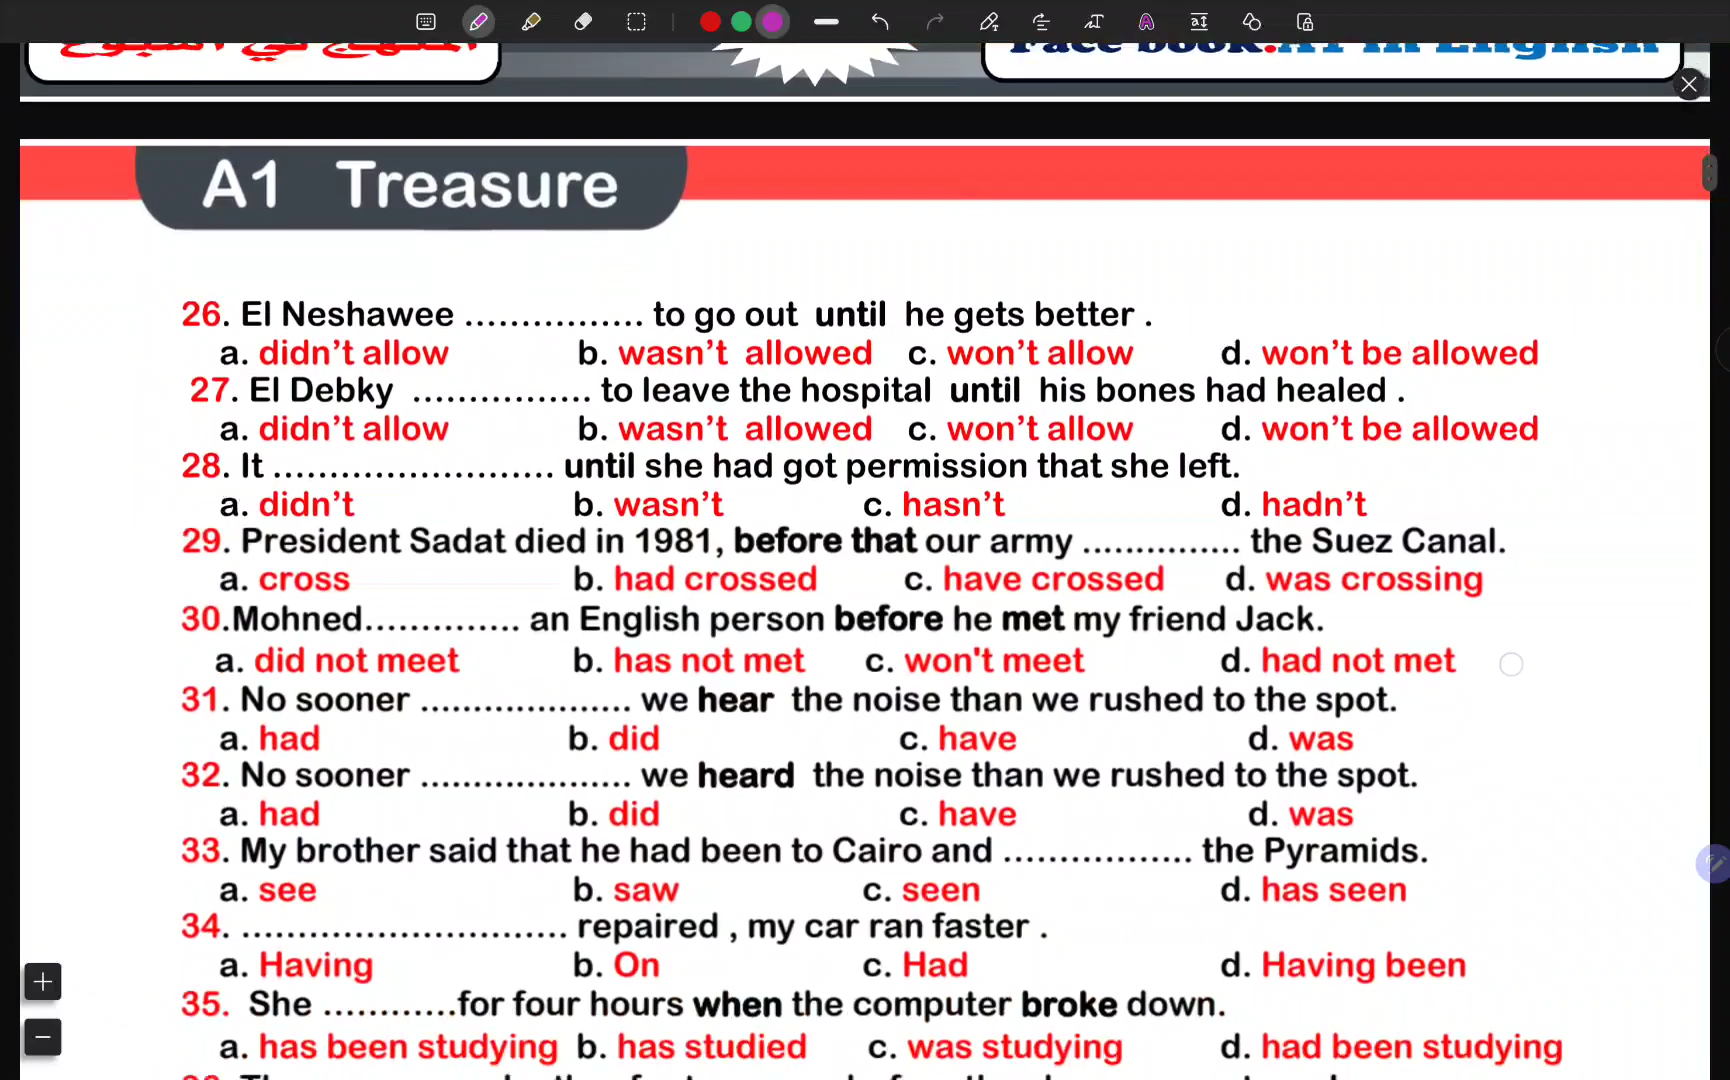 Face book:A1 in English
A1 Treasure
26. El Neshawee ................ to go out until he gets better .
a. didn’t allow b. wasn’t allowed c. won’t allow d. won’t be allowed
27. El Debky ................ to leave the hospital until his bones had healed .
a. didn’t allow b. wasn’t allowed c. won’t allow d. won’t be allowed
28. It ......................... until she had got permission that she left.
a. didn’t b. wasn’t c. hasn’t d. hadn’t
29. President Sadat died in 1981, before that our army .............. the Suez Canal.
a. cross b. had crossed c. have crossed d. was crossing
30.Mohned.............. an English person before he met my friend Jack.
a. did not meet b. has not met c. won't meet d. had not met
31. No sooner ................... we hear the noise than we rushed to the spot.
a. had b. did c. have d. was
32. No sooner ................... we heard the noise than we rushed to the spot.
a. had b. did c. have d. was
33. My brother said that he had been to Cairo and ................. the Pyramids.
a. see b. saw c. seen d. has seen
34. ............................. repaired , my car ran faster .
a. Having b. On c. Had d. Having been
35. She ............for four hours when the computer broke down.
a. has been studying b. has studied c. was studying d. had been studying